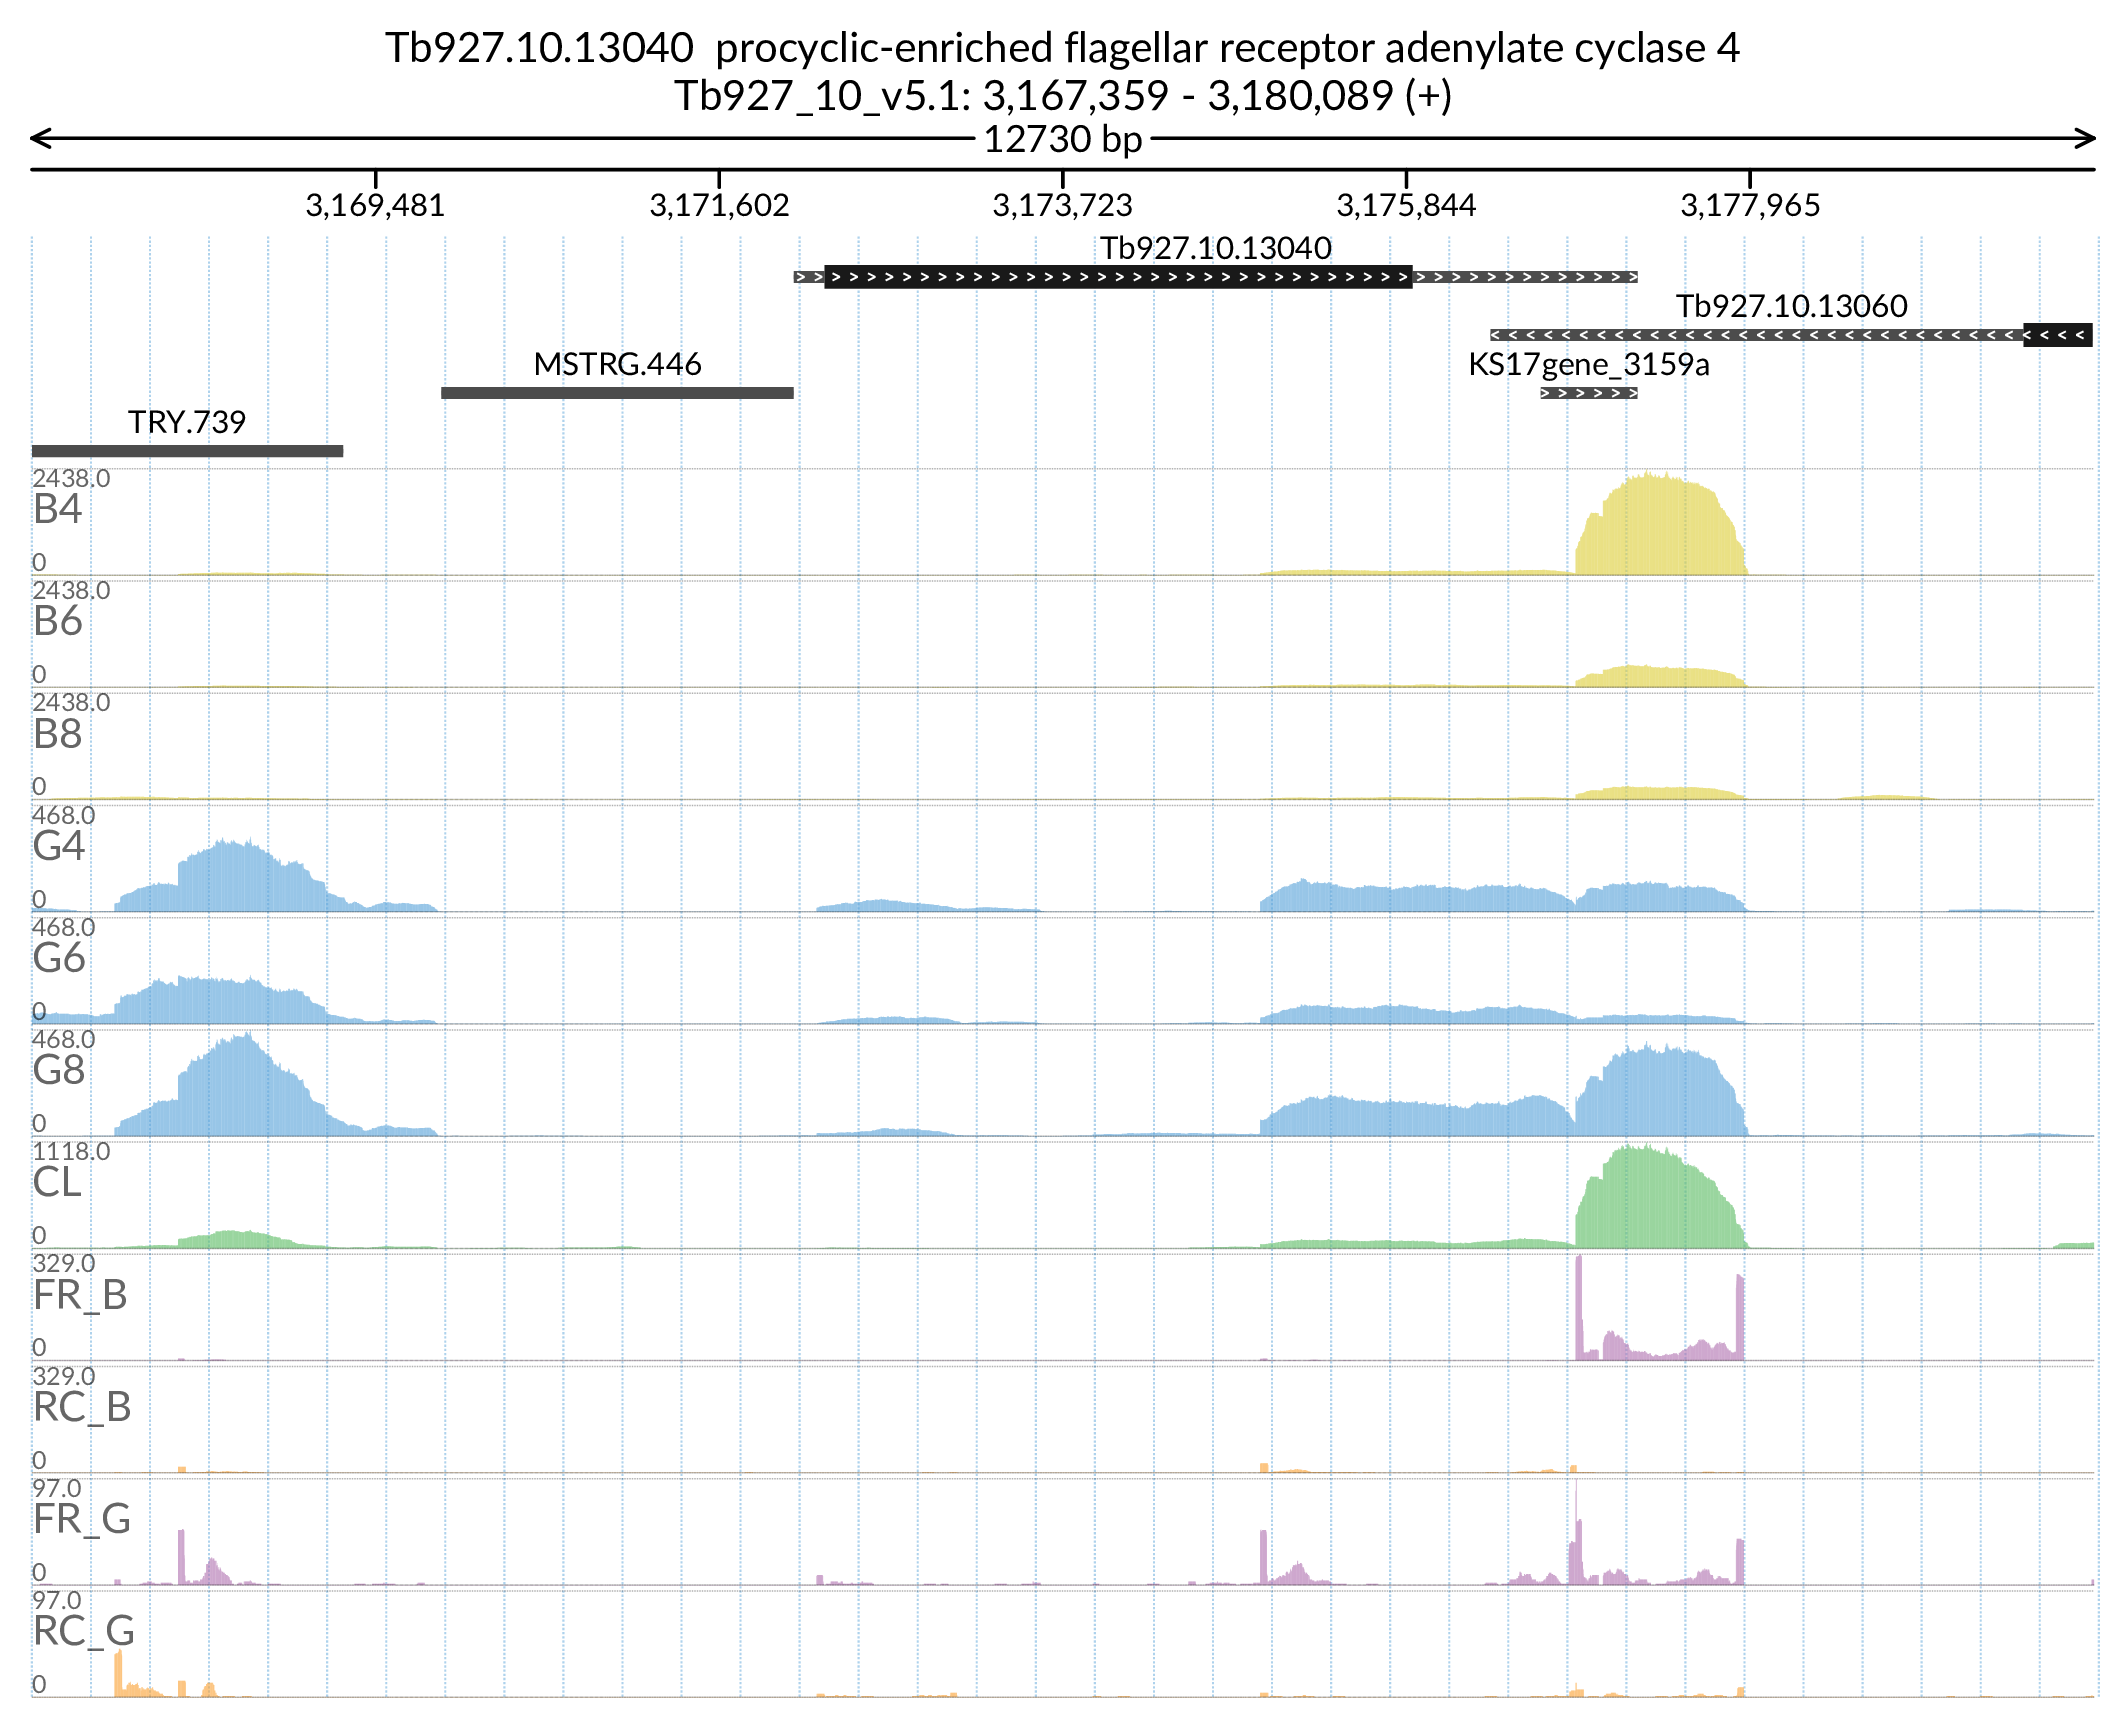 Tb927.10.13040  procyclic-enriched flagellar receptor adenylate cyclase 4
Tb927_10_v5.1: 3,167,359 - 3,180,089 (+)
12730 bp
3,169,481 3,171,602 3,173,723 3,175,844 3,177,965
Tb927.10.13040
Tb927.10.13060
MSTRG.446 KS17gene_3159a
TRY.739
2438.0
B4
0
2438.0
B6
0
2438.0
B8
0
468.0
G4
0
468.0
G6
0
468.0
G8
0
1118.0
CL
0
329.0
FR_B
0
329.0
RC_B
0
97.0
FR_G
0
97.0
RC_G
0